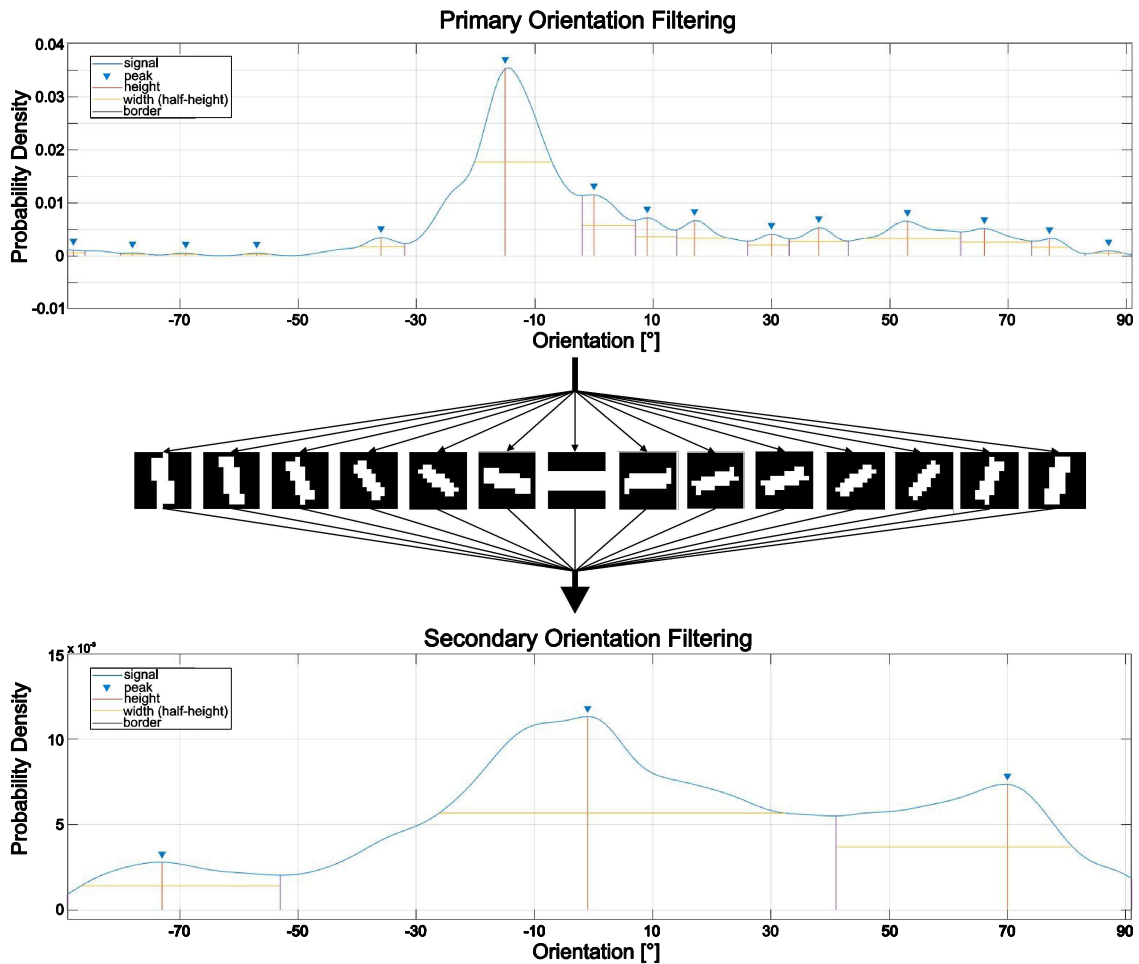 Primary Orientation Filtering
0.04
0.03
0.02
0.01
0
-0.01
Probability Density
signal
peak
height
width (half-height)
border
-70 -50 -30 -10 10 30 50 70 90
Orientation [°]
Secondary Orientation Filtering
15 x 10⁻³
10
5
0
Probability Density
signal
peak
height
width (half-height)
border
-70 -50 -30 -10 10 30 50 70 90
Orientation [°]